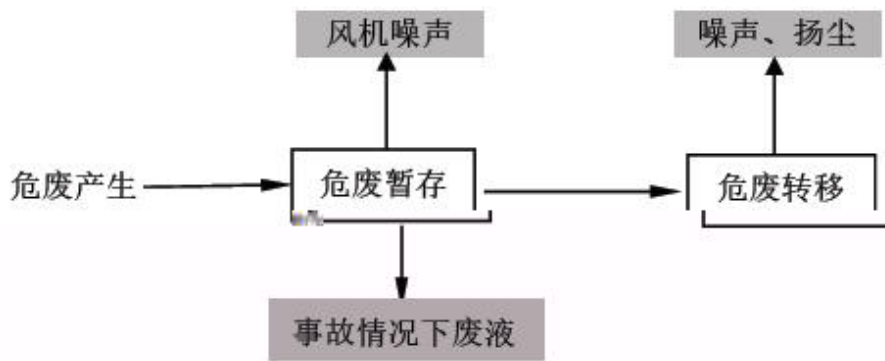 风机噪声
噪声、扬尘
危废产生
危废暂存
危废转移
事故情况下废液